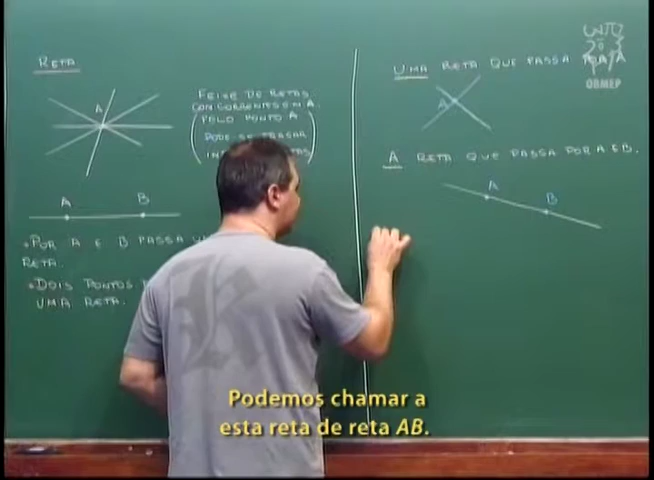 RETA
A
FEIXE DE RETAS
CONCORRENTES EM A.
PELO PONTO A
PODE SE TRAÇAR
A B
• POR A E B PASSA
RETA.
• DOIS PONTOS
UMA RETA.
UMA RETA QUE PASSA
OBMEP
A
A RETA QUE PASSA POR A E B.
A
B
Podemos chamar a
esta reta de reta AB.